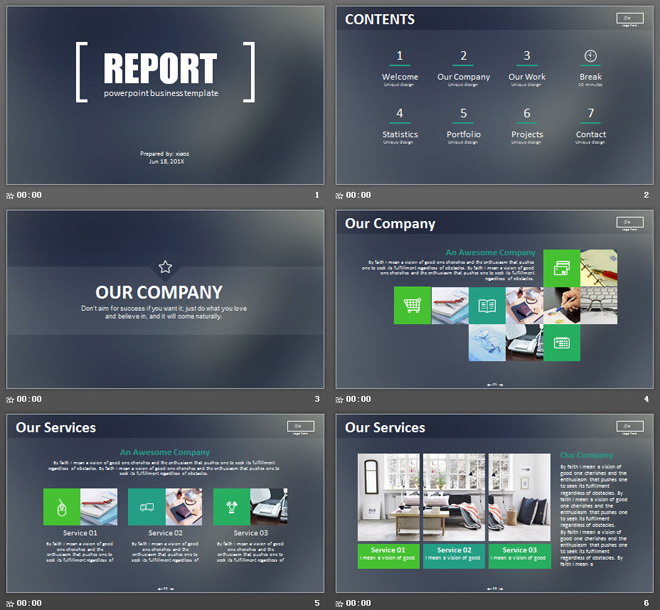 REPORT
powerpoint business template
Prepared by: xiaoz
Jun 18, 201X
00:00
1
CONTENTS
1
Welcome
Unique design
2
Our Company
Unique design
3
Our Work
Unique design
Break
10 minutes
4
Statistics
Unique design
5
Portfolio
Unique design
6
Projects
Unique design
7
Contact
Unique design
00:00
2
OUR COMPANY
Don't aim for success if you want it; just do what you love
and believe in, and it will come naturally.
00:00
3
Our Company
An Awesome Company
By faith I mean a vision of good one cherishes and the enthusiasm that pushes
one to seek its fulfillment regardless of obstacles. By faith I mean a vision of
good one cherishes and the enthusiasm that pushes one to seek its fulfillment
regardless of obstacles.
00:00
4
Our Services
An Awesome Company
By faith I mean a vision of good one cherishes and the enthusiasm that pushes one to seek its fulfillment
regardless of obstacles. By faith I mean a vision of good one cherishes and the enthusiasm that pushes one to
seek its fulfillment regardless of obstacles.
Service 01
By faith I mean a vision of good
one cherishes and the
enthusiasm that pushes one to
seek its fulfillment regardless of
Service 02
By faith I mean a vision of good
one cherishes and the
enthusiasm that pushes one to
seek its fulfillment regardless of
Service 03
By faith I mean a vision of good
one cherishes and the
enthusiasm that pushes one to
seek its fulfillment regardless of
00:00
5
Our Services
Service 01
I mean a vision of good
Service 02
I mean a vision of good
Service 03
I mean a vision of good
Our Company
By faith I mean a vision of
good one cherishes and the
enthusiasm that pushes one
to seek its fulfillment
regardless of obstacles. By
faith I mean a vision of good
one cherishes and the
enthusiasm that pushes one
to seek its fulfillment
regardless of obstacles. By
faith I mean a vision of good
one cherishes and the
enthusiasm that pushes one
to seek its fulfillment
regardless of obstacles. By
faith I mean a
00:00
6